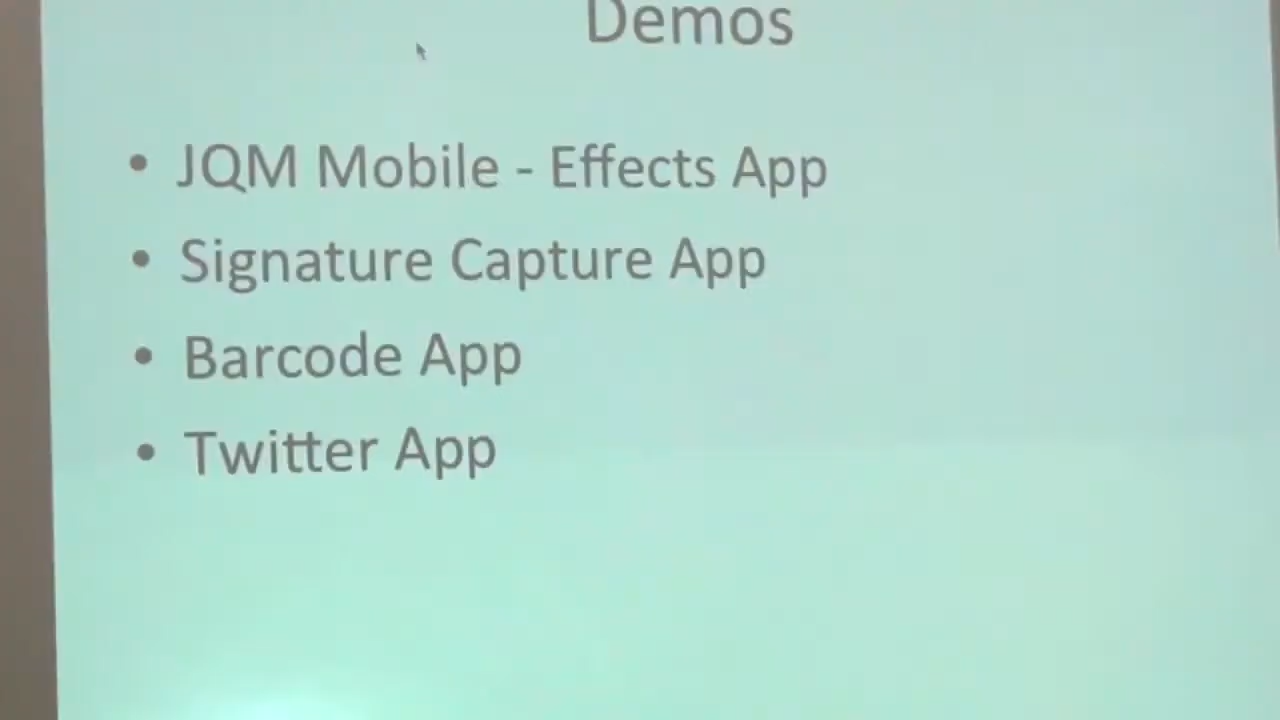 Demos
• JQM Mobile - Effects App
• Signature Capture App
• Barcode App
• Twitter App